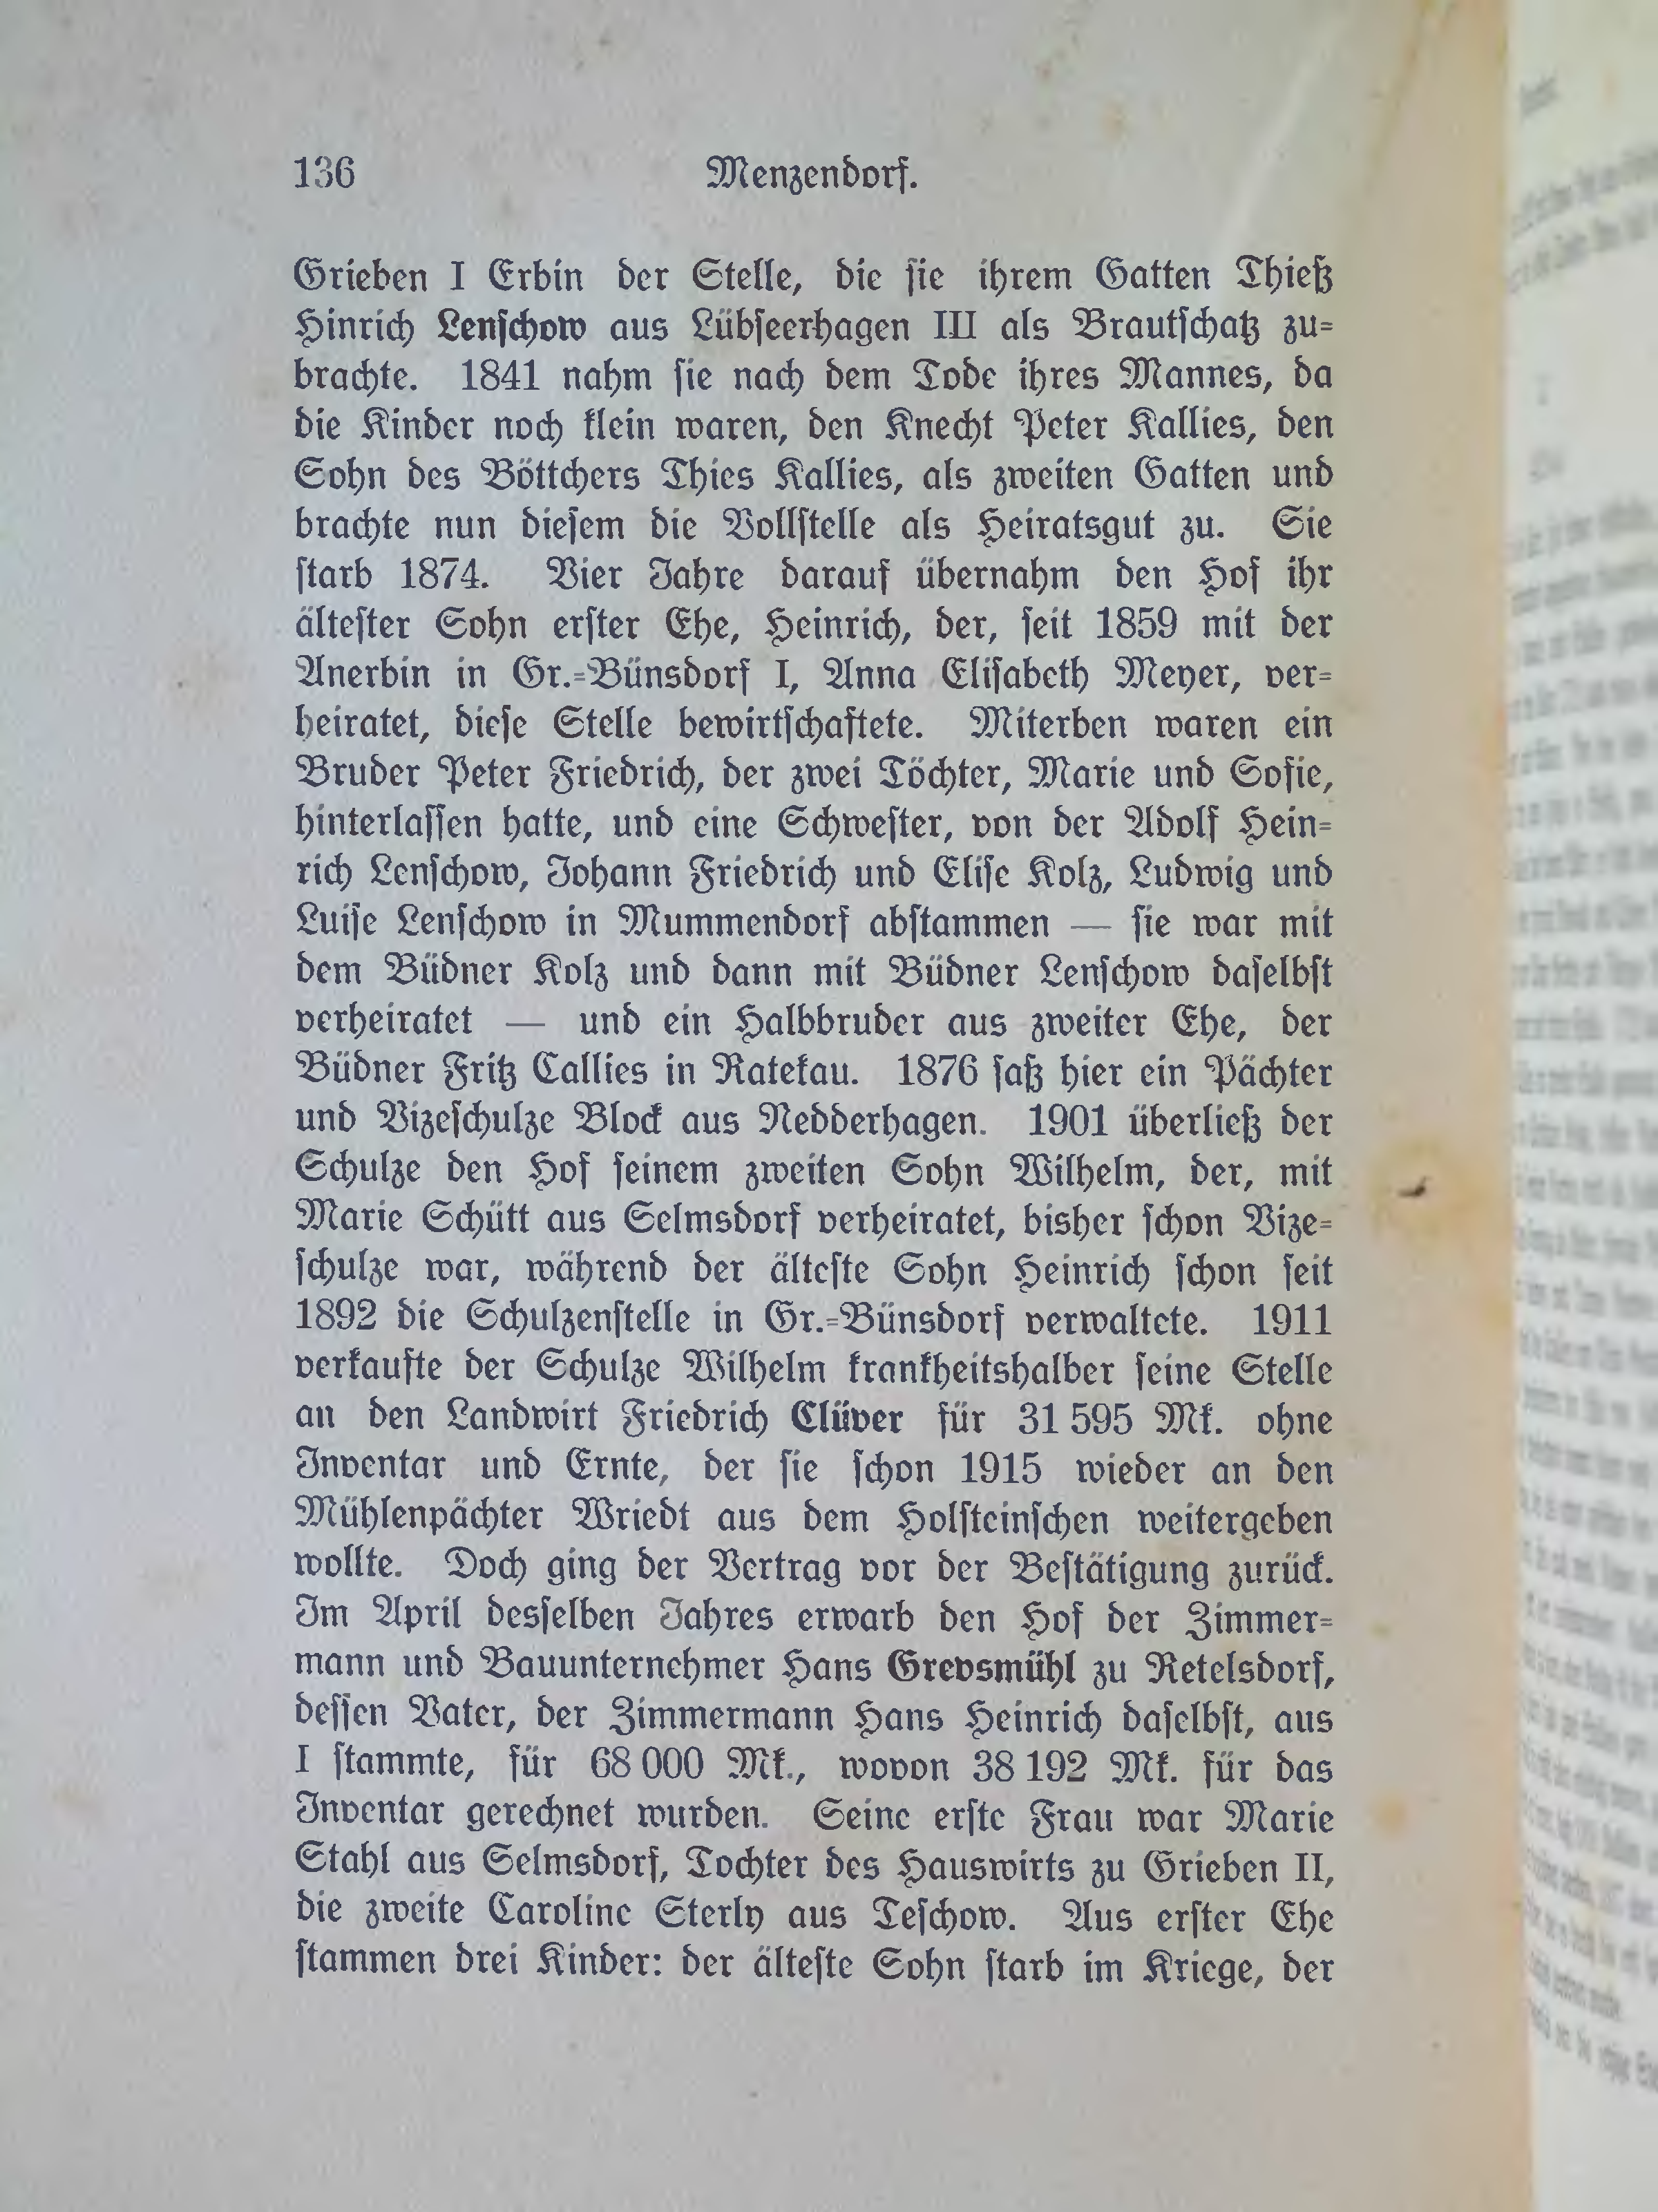 136 Menzendorf.
Grieben I Erbin der Stelle, die sie ihrem Gatten Thieß
Hinrich Lenschow aus Lübseerhagen III als Brautschatz zu-
brachte. 1841 nahm sie nach dem Tode ihres Mannes, da
die Kinder noch klein waren, den Knecht Peter Kallies, den
Sohn des Böttchers Thies Kallies, als zweiten Gatten und
brachte nun diesem die Vollstelle als Heiratsgut zu. Sie
starb 1874. Vier Jahre darauf übernahm den Hof ihr
ältester Sohn erster Ehe, Heinrich, der, seit 1859 mit der
Anerbin in Gr.-Bünsdorf I, Anna Elisabeth Meyer, ver-
heiratet, diese Stelle bewirtschaftete. Miterben waren ein
Bruder Peter Friedrich, der zwei Töchter, Marie und Sofie,
hinterlassen hatte, und eine Schwester, von der Adolf Hein-
rich Lenschow, Johann Friedrich und Elise Kolz, Ludwig und
Luise Lenschow in Mummendorf abstammen — sie war mit
dem Büdner Kolz und dann mit Büdner Lenschow daselbst
verheiratet — und ein Halbbruder aus zweiter Ehe, der
Büdner Fritz Callies in Ratekau. 1876 saß hier ein Pächter
und Vizeschulze Block aus Nedderhagen. 1901 überließ der
Schulze den Hof seinem zweiten Sohn Wilhelm, der, mit
Marie Schütt aus Selmsdorf verheiratet, bisher schon Vize-
schulze war, während der älteste Sohn Heinrich schon seit
1892 die Schulzenstelle in Gr.-Bünsdorf verwaltete. 1911
verkaufte der Schulze Wilhelm krankheitshalber seine Stelle
an den Landwirt Friedrich Clüver für 31 595 Mk. ohne
Inventar und Ernte, der sie schon 1915 wieder an den
Mühlenpächter Wriedt aus dem Holsteinschen weitergeben
wollte. Doch ging der Vertrag vor der Bestätigung zurück.
Im April desselben Jahres erwarb den Hof der Zimmer-
mann und Bauunternehmer Hans Grevsmühl zu Retelsdorf,
dessen Vater, der Zimmermann Hans Heinrich daselbst, aus
I stammte, für 68 000 Mk., wovon 38 192 Mk. für das
Inventar gerechnet wurden. Seine erste Frau war Marie
Stahl aus Selmsdorf, Tochter des Hauswirts zu Grieben II,
die zweite Caroline Sterly aus Teschow. Aus erster Ehe
stammen drei Kinder: der älteste Sohn starb im Kriege, der